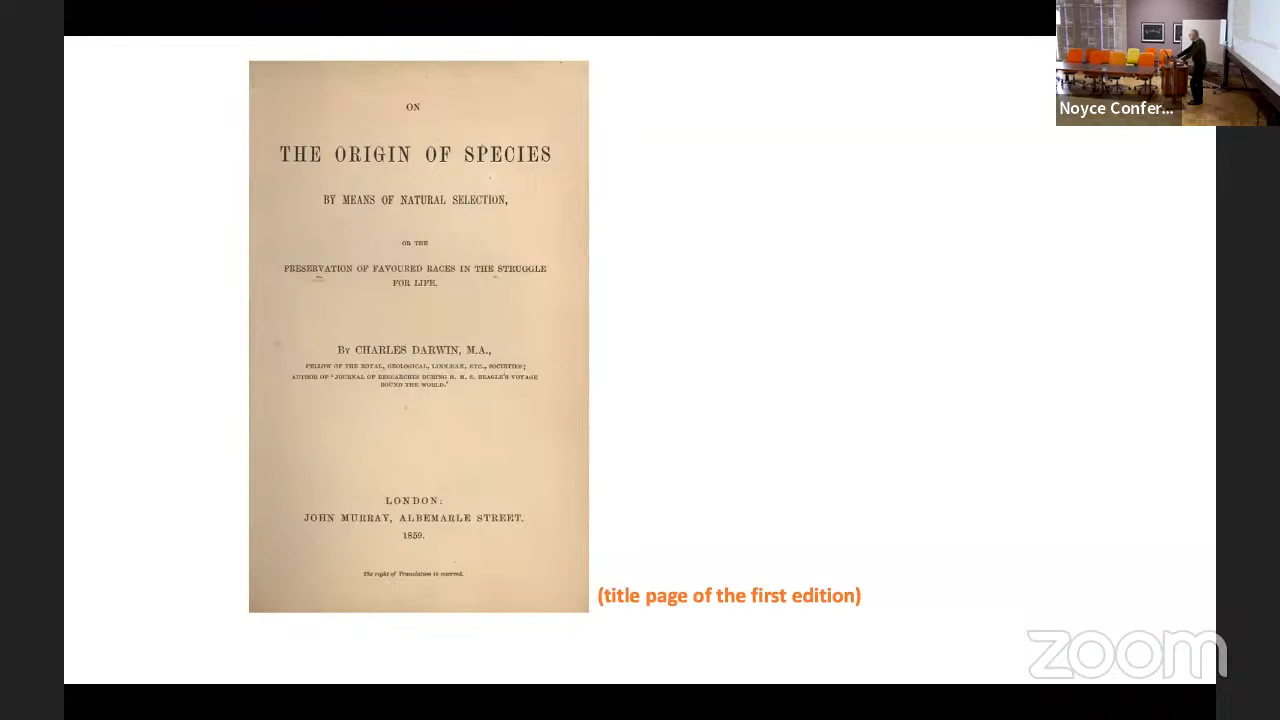 ON
THE ORIGIN OF SPECIES
BY MEANS OF NATURAL SELECTION,
OR THE
PRESERVATION OF FAVOURED RACES IN THE STRUGGLE
FOR LIFE.
By CHARLES DARWIN, M.A.,
FELLOW OF THE ROYAL, GEOLOGICAL, LINNÆAN, ETC., SOCIETIES;
AUTHOR OF 'JOURNAL OF RESEARCHES DURING H. M. S. BEAGLE'S VOYAGE
ROUND THE WORLD.'
LONDON:
JOHN MURRAY, ALBEMARLE STREET.
1859.
The right of Translation is reserved.
(title page of the first edition)
Noyce Confer...
zoom